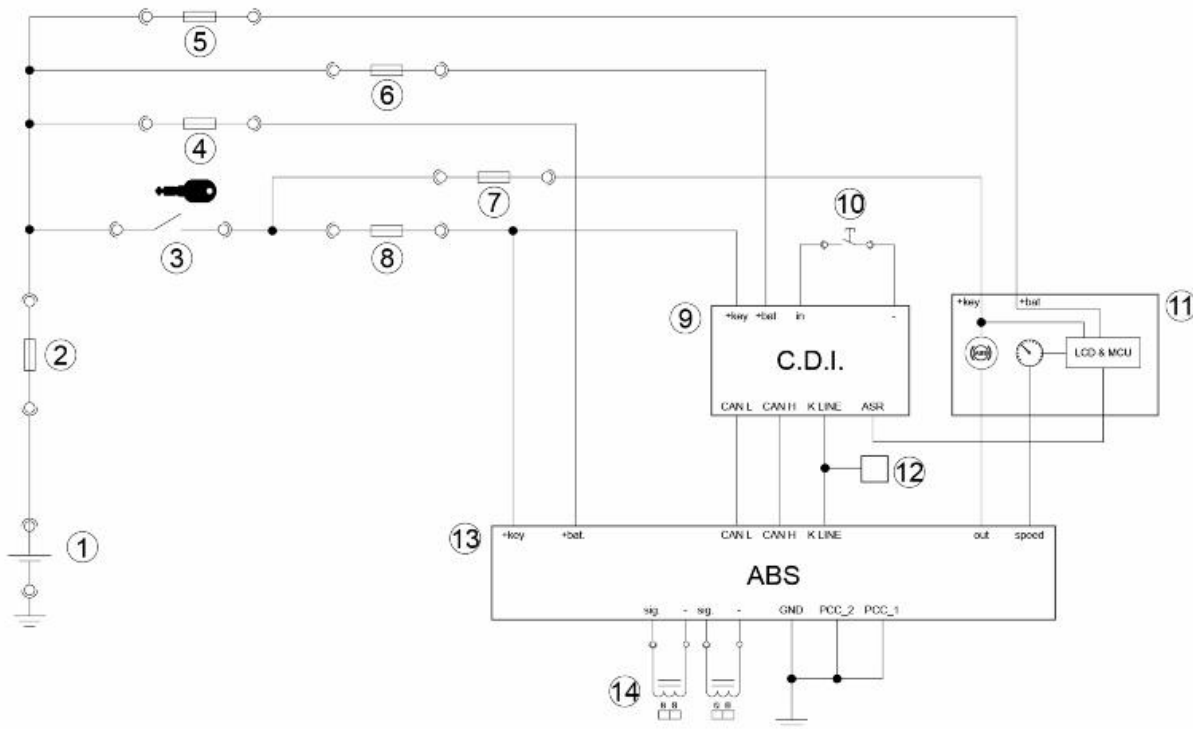 5
6
4
7
10
3
8
+key +bat
11
9
+key +bat in -
ABS
LCD & MCU
C.D.I.
2
CAN L CAN H K LINE ASR
12
1
13
+key +bat. CAN L CAN H K LINE out speed
ABS
sig. - sig. - GND PCC_2 PCC_1
14